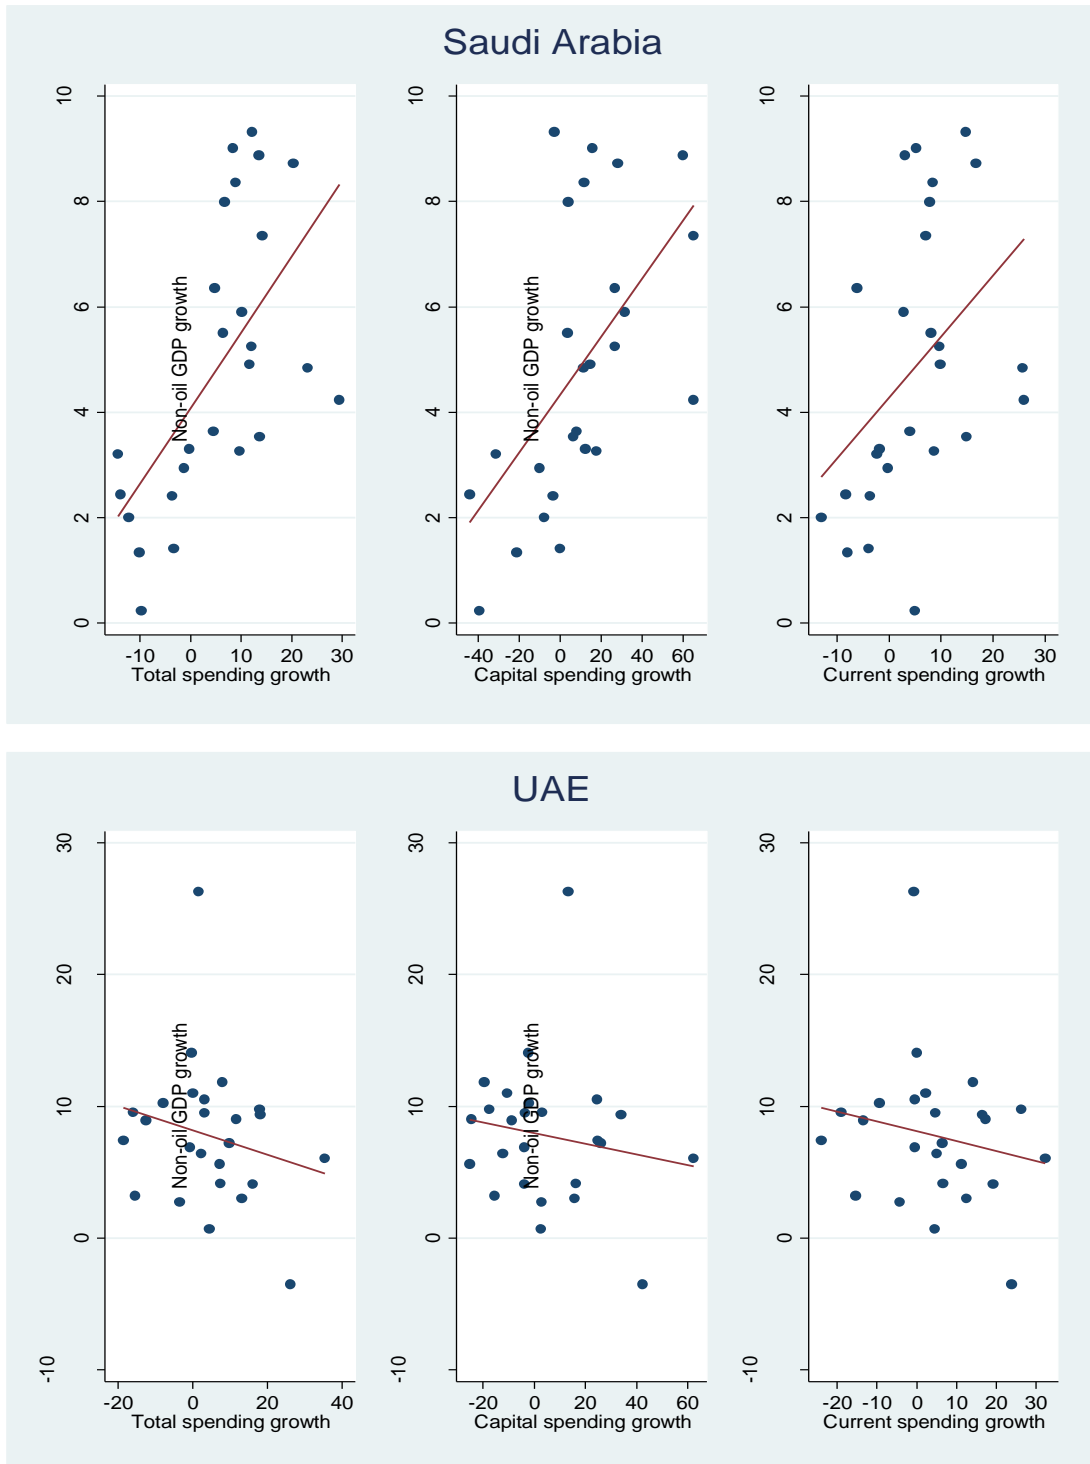 Saudi Arabia
Non-oil GDP growth
0 2 4 6 8 10
-10 0 10 20 30
Total spending growth
Non-oil GDP growth
0 2 4 6 8 10
-40 -20 0 20 40 60
Capital spending growth
0 2 4 6 8 10
-10 0 10 20 30
Current spending growth
UAE
Non-oil GDP growth
-10 0 10 20 30
-20 0 20 40
Total spending growth
Non-oil GDP growth
-10 0 10 20 30
-20 0 20 40 60
Capital spending growth
-10 0 10 20 30
-20 -10 0 10 20 30
Current spending growth